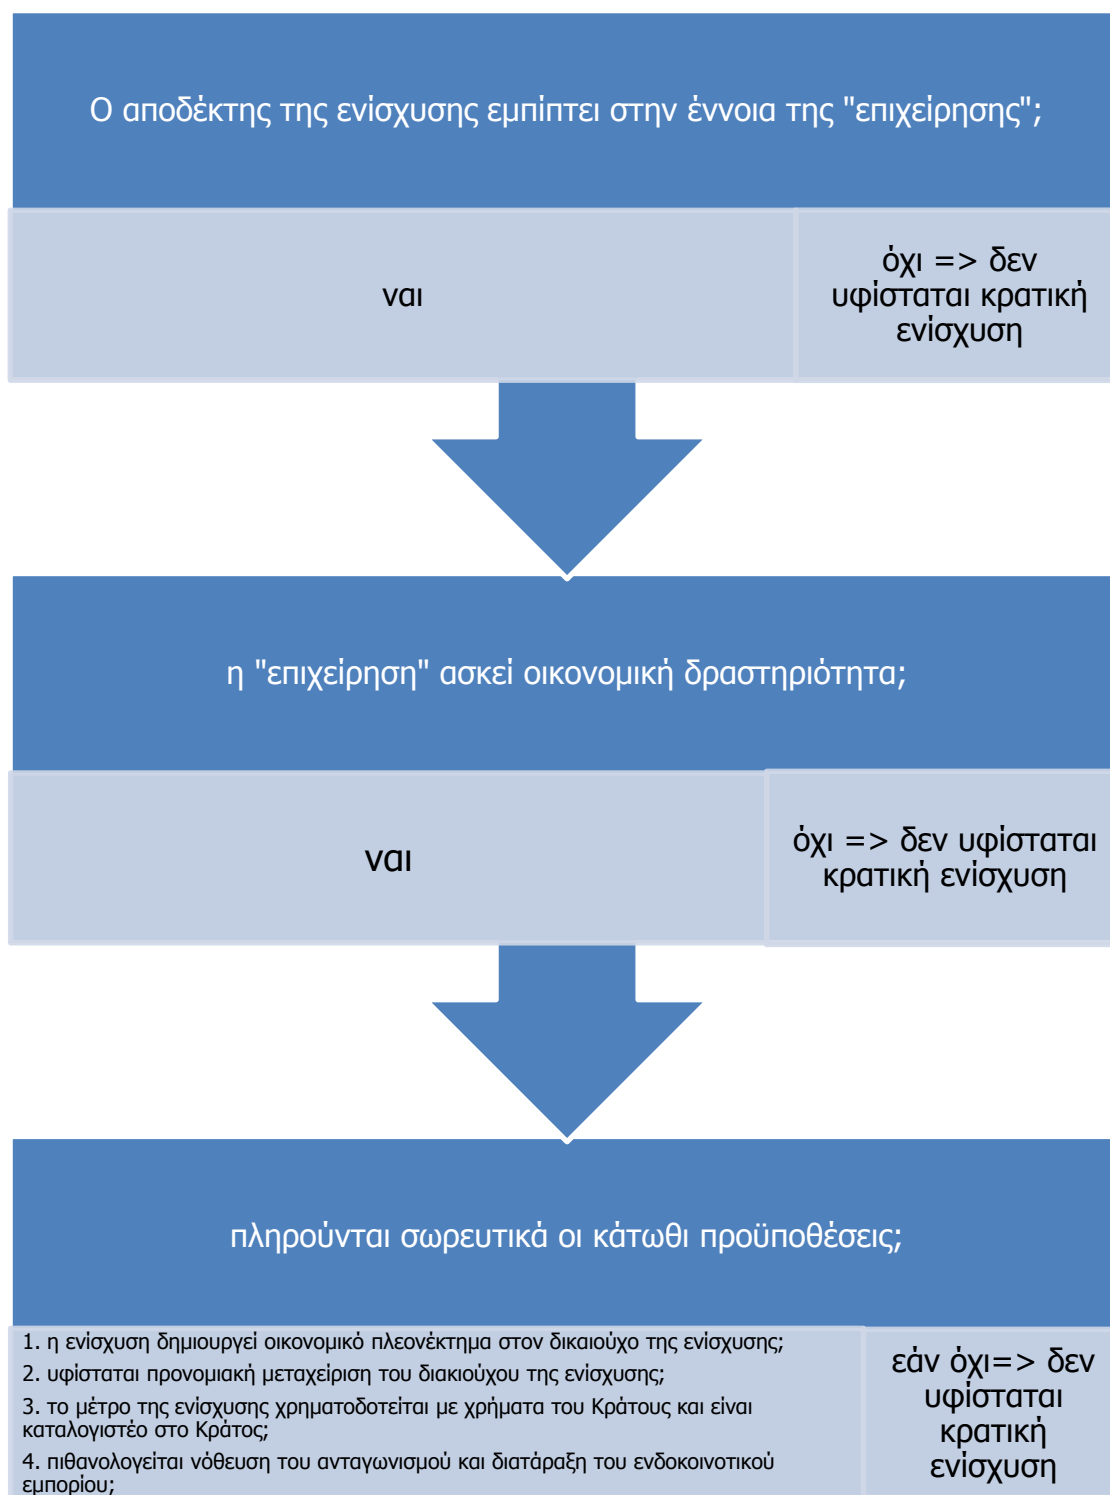 Ο αποδέκτης της ενίσχυσης εμπίπτει στην έννοια της "επιχείρησης";
ναι
όχι => δεν
υφίσταται κρατική
ενίσχυση
η "επιχείρηση" ασκεί οικονομική δραστηριότητα;
ναι
όχι => δεν υφίσταται
κρατική ενίσχυση
πληρούνται σωρευτικά οι κάτωθι προϋποθέσεις;
1. η ενίσχυση δημιουργεί οικονομικό πλεονέκτημα στον δικαιούχο της ενίσχυσης;
2. υφίσταται προνομιακή μεταχείριση του διακιούχου της ενίσχυσης;
3. το μέτρο της ενίσχυσης χρηματοδοτείται με χρήματα του Κράτους και είναι
καταλογιστέο στο Κράτος;
4. πιθανολογείται νόθευση του ανταγωνισμού και διατάραξη του ενδοκοινοτικού
εμπορίου;
εάν όχι=> δεν
υφίσταται
κρατική
ενίσχυση